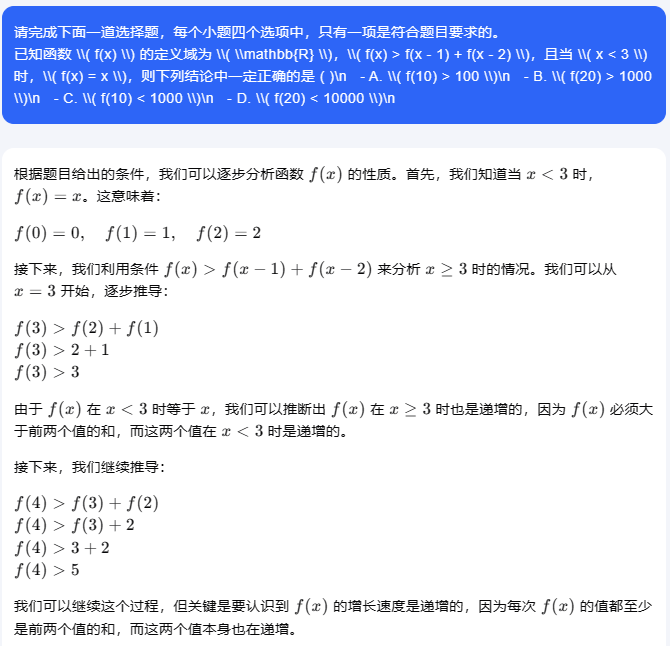 请完成下面一道选择题，每个小题四个选项中，只有一项是符合题目要求的。
已知函数 \\( f(x) \\) 的定义域为 \\( \\mathbb{R} \\)，\\( f(x) > f(x - 1) + f(x - 2) \\)，且当 \\( x < 3 \\)
时，\\( f(x) = x \\)，则下列结论中一定正确的是 ( )\n - A. \\( f(10) > 100 \\)\n - B. \\( f(20) > 1000
\\)\n - C. \\( f(10) < 1000 \\)\n - D. \\( f(20) < 10000 \\)\n
根据题目给出的条件，我们可以逐步分析函数 f(x) 的性质。首先，我们知道当 x < 3 时，
f(x) = x。这意味着：
f(0) = 0, f(1) = 1, f(2) = 2
接下来，我们利用条件 f(x) > f(x − 1) + f(x − 2) 来分析 x ≥ 3 时的情况。我们可以从
x = 3 开始，逐步推导：
f(3) > f(2) + f(1)
f(3) > 2 + 1
f(3) > 3
由于 f(x) 在 x < 3 时等于 x，我们可以推断出 f(x) 在 x ≥ 3 时也是递增的，因为 f(x) 必须大
于前两个值的和，而这两个值在 x < 3 时是递增的。
接下来，我们继续推导：
f(4) > f(3) + f(2)
f(4) > f(3) + 2
f(4) > 3 + 2
f(4) > 5
我们可以继续这个过程，但关键是要认识到 f(x) 的增长速度是递增的，因为每次 f(x) 的值都至少
是前两个值的和，而这两个值本身也在递增。